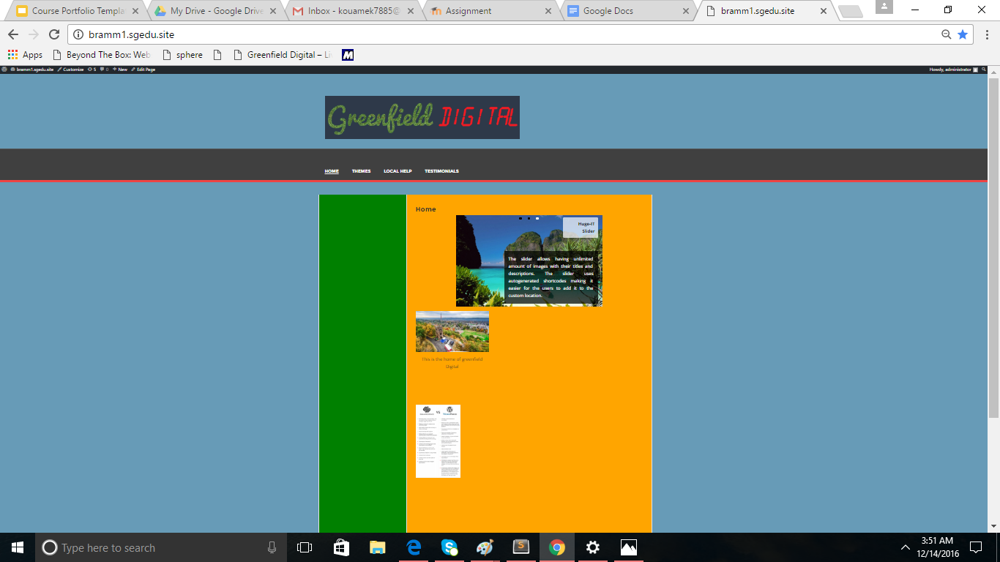 Course Portfolio Templa
My Drive - Google Drive
Inbox - kouamek7885@
Assignment
Google Docs
bramm1.sgedu.site
bramm1.sgedu.site
Apps
Beyond The Box: Web
sphere
Greenfield Digital – Li
M
bramm1.sgedu.site Customize 5 0 New Edit Page
Howdy, administrator
Greenfield DIGITAL
HOME THEMES LOCAL HELP TESTIMONIALS
Home
Huge-IT
Slider
The slider allows having unlimited
amount of images with their titles and
descriptions. The slider uses
autogenerated shortcodes making it
easier for the users to add it to the
custom location.
This is the home of greenfield
Digital
VS
WordPress
Type here to search
3:51 AM
12/14/2016